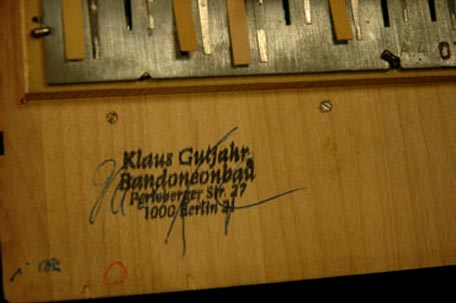 Klaus Gutjahr
Bandoneonbau
Perleberger Str. 27
1000 Berlin 21